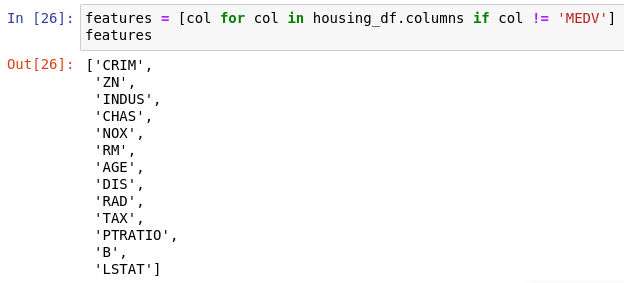 In [26]: features = [col for col in housing_df.columns if col != 'MEDV']
features
Out[26]: ['CRIM',
'ZN',
'INDUS',
'CHAS',
'NOX',
'RM',
'AGE',
'DIS',
'RAD',
'TAX',
'PTRATIO',
'B',
'LSTAT']